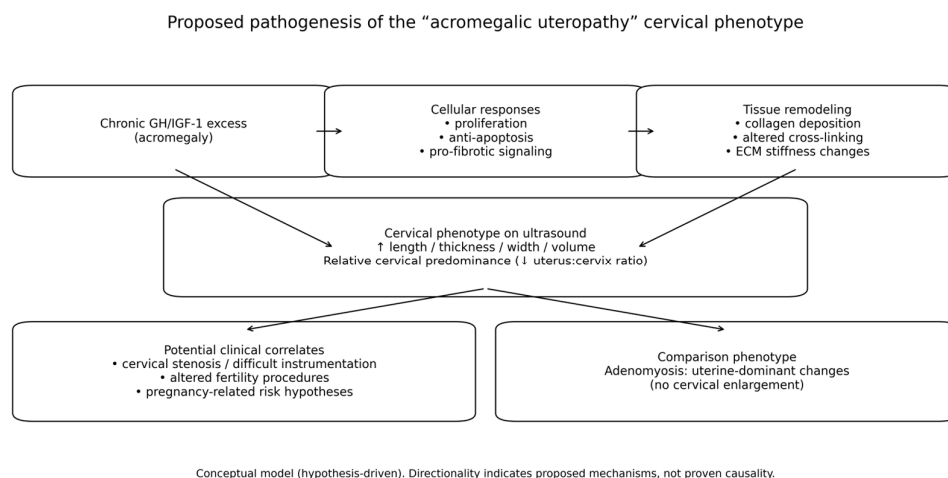 Proposed pathogenesis of the “acromegalic uteropathy” cervical phenotype
Chronic GH/IGF-1 excess
(acromegaly)
Cellular responses
• proliferation
• anti-apoptosis
• pro-fibrotic signaling
Tissue remodeling
• collagen deposition
• altered cross-linking
• ECM stiffness changes
Cervical phenotype on ultrasound
↑ length / thickness / width / volume
Relative cervical predominance (↓ uterus:cervix ratio)
Potential clinical correlates
• cervical stenosis / difficult instrumentation
• altered fertility procedures
• pregnancy-related risk hypotheses
Comparison phenotype
Adenomyosis: uterine-dominant changes
(no cervical enlargement)
Conceptual model (hypothesis-driven). Directionality indicates proposed mechanisms, not proven causality.